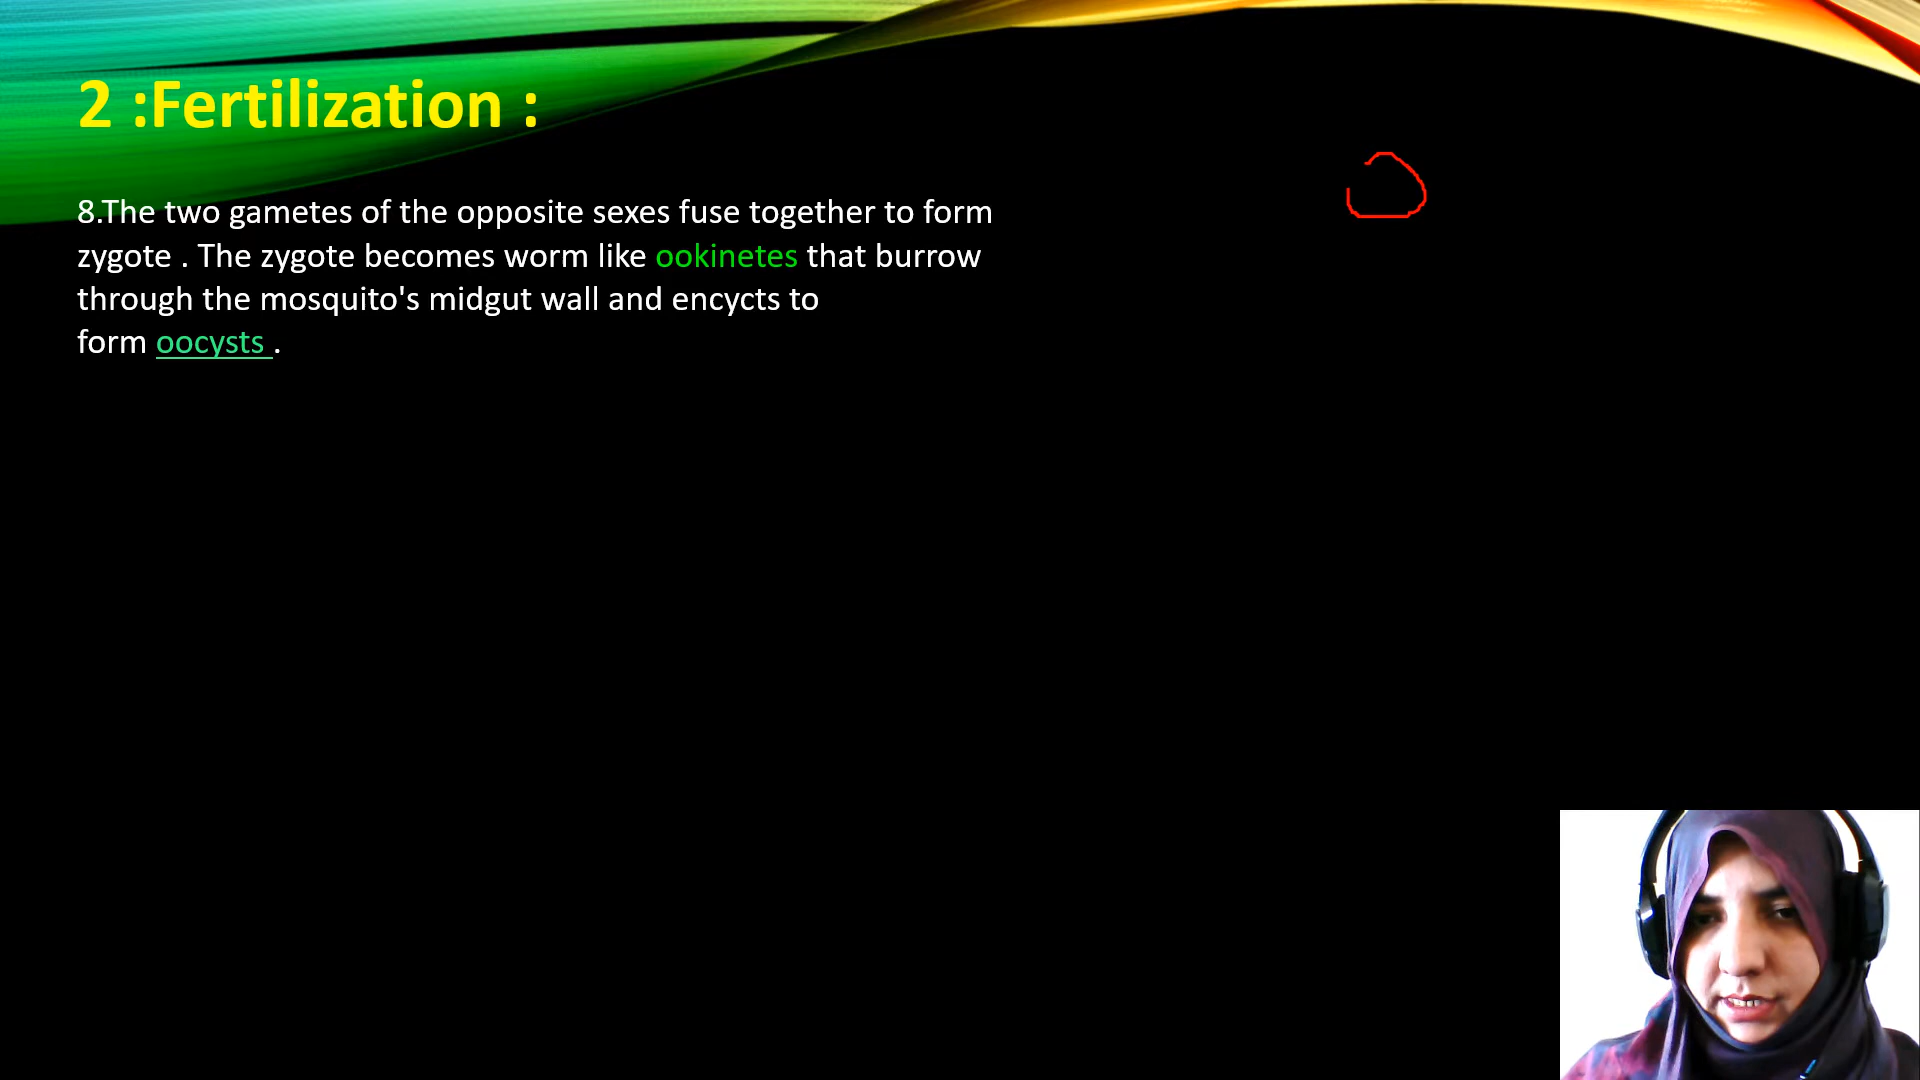 2 :Fertilization :
8.The two gametes of the opposite sexes fuse together to form
zygote . The zygote becomes worm like ookinetes that burrow
through the mosquito's midgut wall and encycts to
form oocysts .